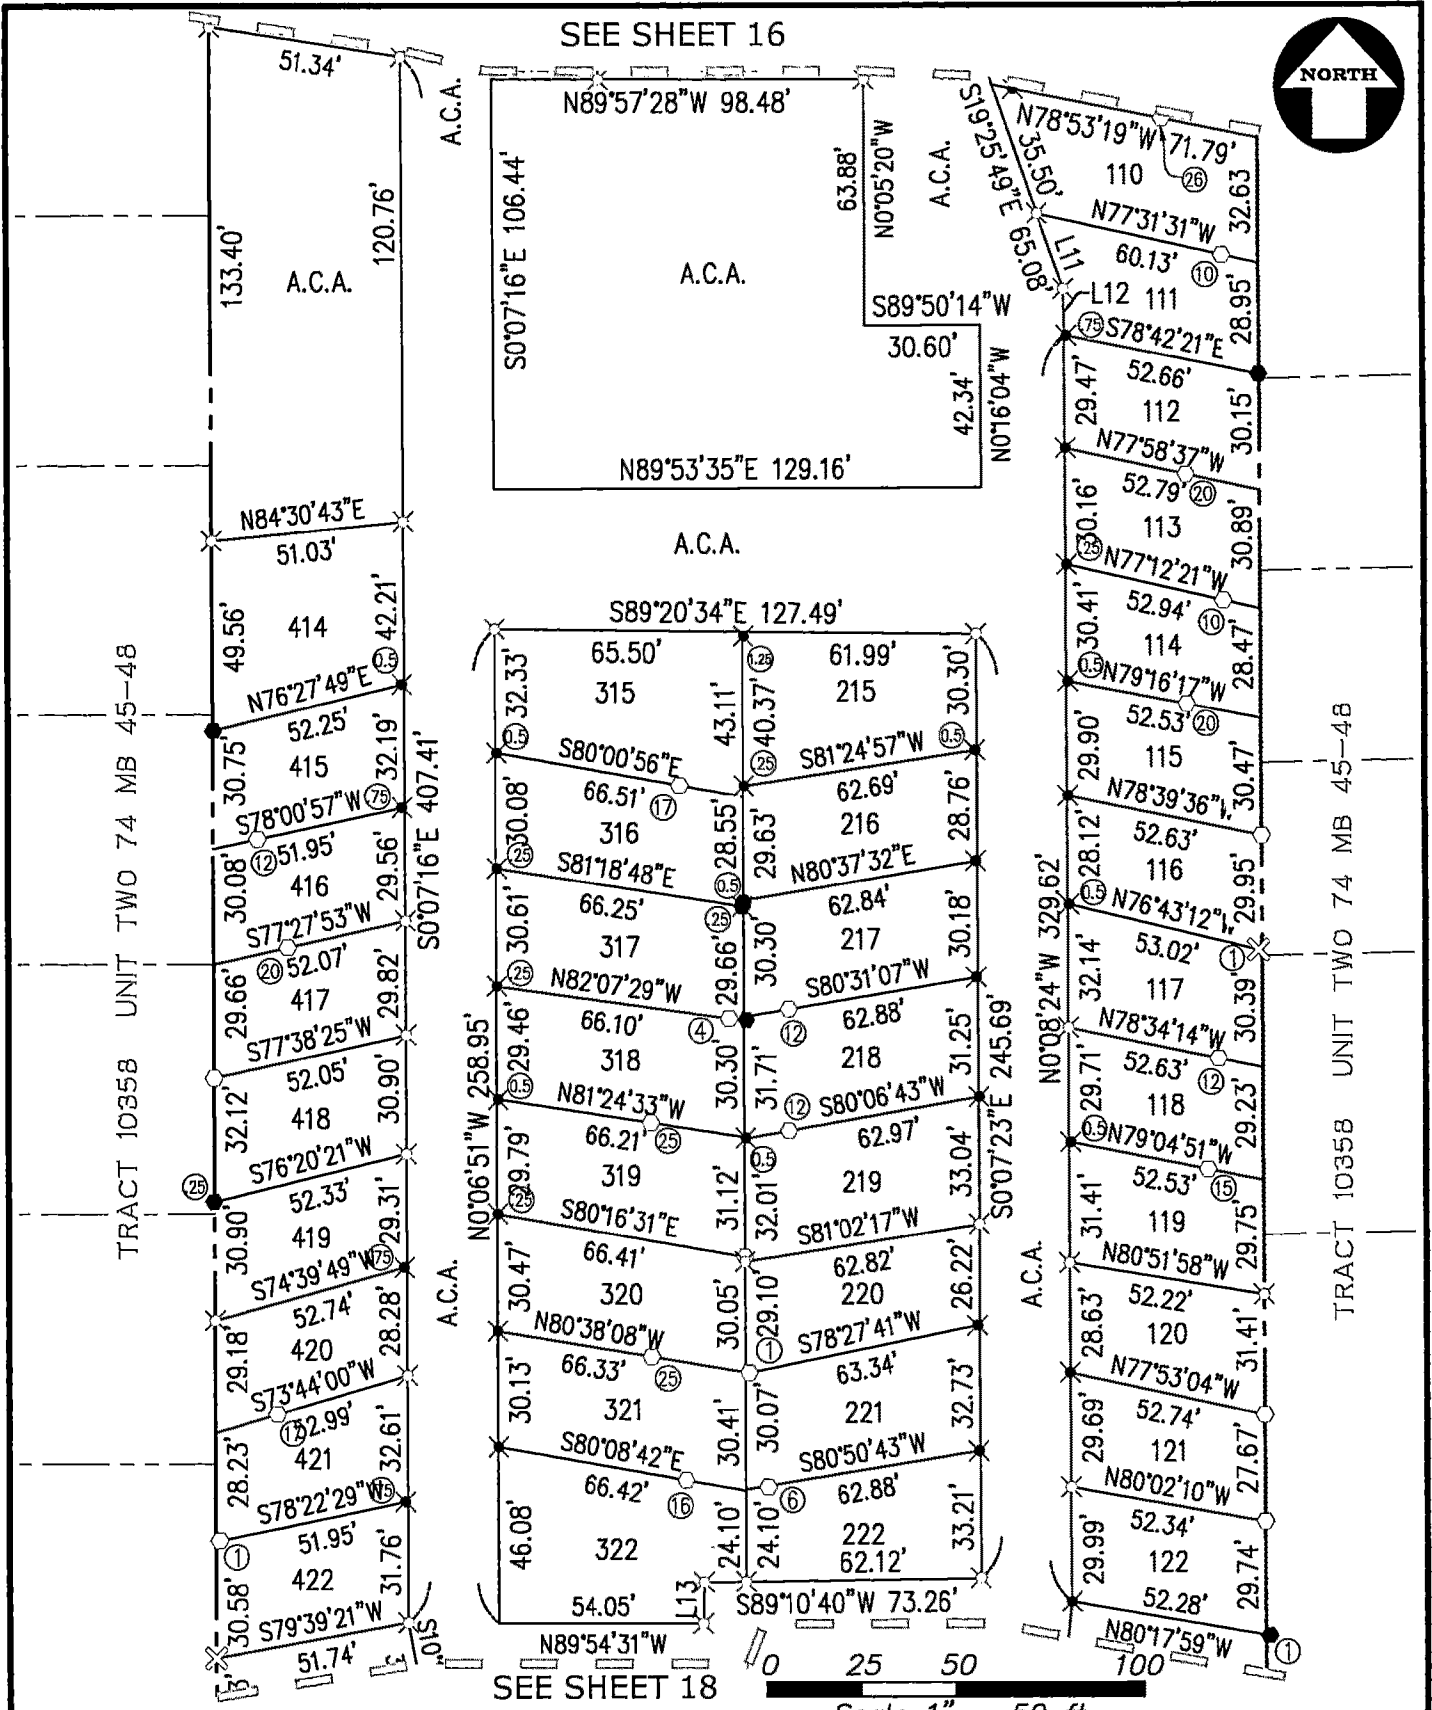 SEE SHEET 16
NORTH
51.34'
133.40'
120.76'
A.C.A.
A.C.A.
N89°57'28"W 98.48'
S0°07'16"E 106.44'
63.88'
N0°05'20"W
A.C.A.
A.C.A.
S89°50'14"W
30.60'
42.34'
N0°16'04"W
N89°53'35"E 129.16'
A.C.A.
S19°25'49"E 65.08'
35.50'
L11
L12
N78°53'19"W 71.79'
110
26
32.63
N77°31'31"W
60.13'
10
111
28.95'
.75
S78°42'21"E
52.66'
29.47'
112
30.15'
N77°58'37"W
52.79'
20
30.16'
113
30.89'
.25
N77°12'21"W
52.94'
10
30.41'
114
28.47'
0.5
N79°16'17"W
52.53'
20
29.90'
115
30.47'
N78°39'36"
52.63'
28.12'
116
29.95'
0.5
N76°43'12"
53.02'
1
32.14'
117
30.39'
N78°34'14"W
52.63'
12
29.71'
118
29.23'
0.5
N79°04'51"W
52.53'
15
31.41'
119
29.75'
N80°51'58"W
52.22'
28.63'
120
31.41'
N77°53'04"W
52.74'
29.69'
121
27.67'
N80°02'10"W
52.34'
29.99'
122
29.74'
52.28'
N80°17'59"W
1
N0°08'24"W 329.62'
A.C.A.
TRACT 10358 UNIT TWO 74 MB 45-48
N84°30'43"E
51.03'
49.56'
414
42.21'
0.5
N76°27'49"E
52.25'
30.75'
415
32.19'
.75
S78°00'57"W
12
51.95'
30.08'
416
29.56'
S77°27'53"W
20
52.07'
29.66'
417
29.82'
S77°38'25"W
52.05'
32.12'
418
30.90'
.25
S76°20'21"W
52.33'
30.90'
419
29.31'
S74°39'49"W
.75
52.74'
29.18'
420
28.28'
S73°44'00"W
17
52.99'
28.23'
421
32.61'
S78°22'29"W
51.95'
1
30.58'
422
31.76'
S79°39'21"W
51.74'
S0°07'16"E 407.41'
A.C.A.
TRACT 10358 UNIT TWO 74 MB 45-48
S89°20'34"E 127.49'
65.50'
1.25
61.99'
32.33'
315
43.11'
40.37'
215
30.30'
0.5
S80°00'56"E
.25
S81°24'57"W
0.5
66.51'
17
62.69'
30.08'
316
28.55'
29.63'
216
28.76'
.25
S81°18'48"E
0.5
N80°37'32"E
66.25'
.25
62.84'
30.61'
317
29.66'
30.30'
217
30.18'
.25
N82°07'29"W
S80°31'07"W
66.10'
4
12
62.88'
29.46'
318
30.30'
31.71'
218
31.25'
0.5
N81°24'33"W
12
S80°06'43"W
66.21'
25
0.5
62.97'
29.79'
319
31.12'
32.01'
219
33.04'
.25
S80°16'31"E
S81°02'17"W
66.41'
62.82'
30.47'
320
30.05'
29.10'
220
26.22'
N80°38'08"W
1
S78°27'41"W
66.33'
25
63.34'
30.13'
321
30.41'
30.07'
221
32.73'
S80°08'42"E
S80°50'43"W
66.42'
16
6
62.88'
46.08'
322
24.10'
24.10'
222
33.21'
62.12'
L13
54.05'
S89°10'40"W 73.26'
N89°54'31"W
N0°06'51"W 258.95'
S0°07'23"E 245.69'
SEE SHEET 18
0 25 50 100